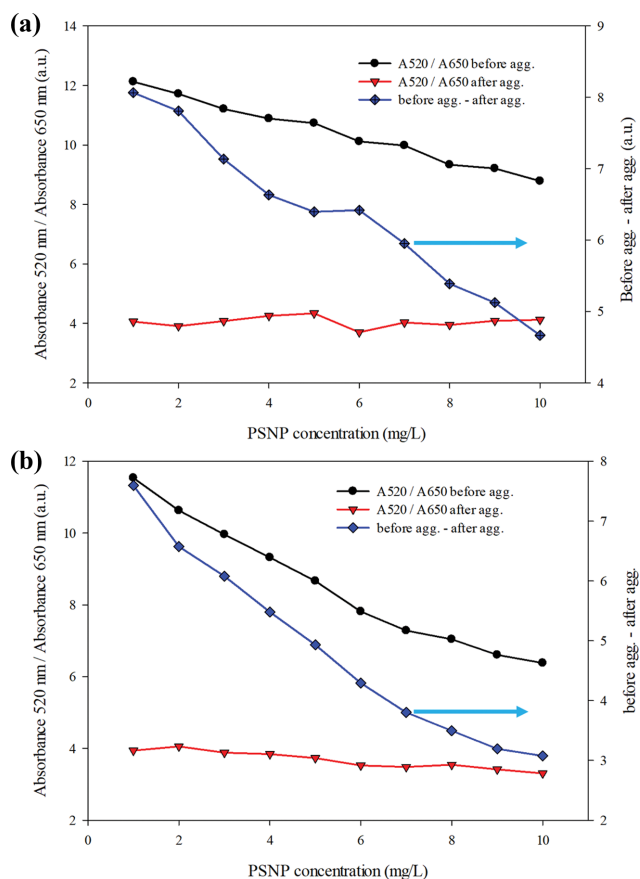 (a)
14
12
10
8
6
4
2
Absorbance 520 nm / Absorbance 650 nm (a.u.)
A520 / A650 before agg.
A520 / A650 after agg.
before agg. - after agg.
9
8
7
6
5
4
Before agg. - after agg. (a.u.)
0 2 4 6 8 10
PSNP concentration (mg/L)
(b)
12
10
8
6
4
2
Absorbance 520 nm / Absorbance 650 nm (a.u.)
A520 / A650 before agg.
A520 / A650 after agg.
before agg. - after agg.
8
7
6
5
4
3
2
before agg. - after agg.
0 2 4 6 8 10
PSNP concentration (mg/L)